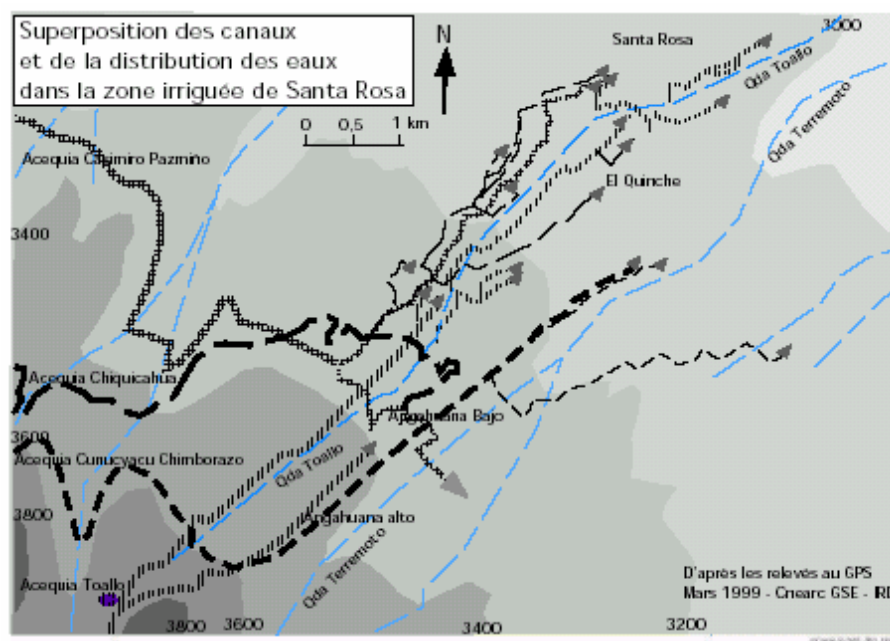 Superposition des canaux
et de la distribution des eaux
dans la zone irriguée de Santa Rosa
N
0 0,5 1 km
Santa Rosa
3000
Qda Toallo
Qda Terremoto
Acequia Casimiro Pazmiño
El Quinche
3400
Acequia Chiquicahua
Angahuana Bajo
3600
Acequia Cunucyacu Chimborazo
Qda Toallo
3800
Angahuana alto
Qda Terremoto
Acequia Toallo
D'après les relevés au GPS
Mars 1999 - Cnearc GSE - IRD
3800 3600 3400 3200